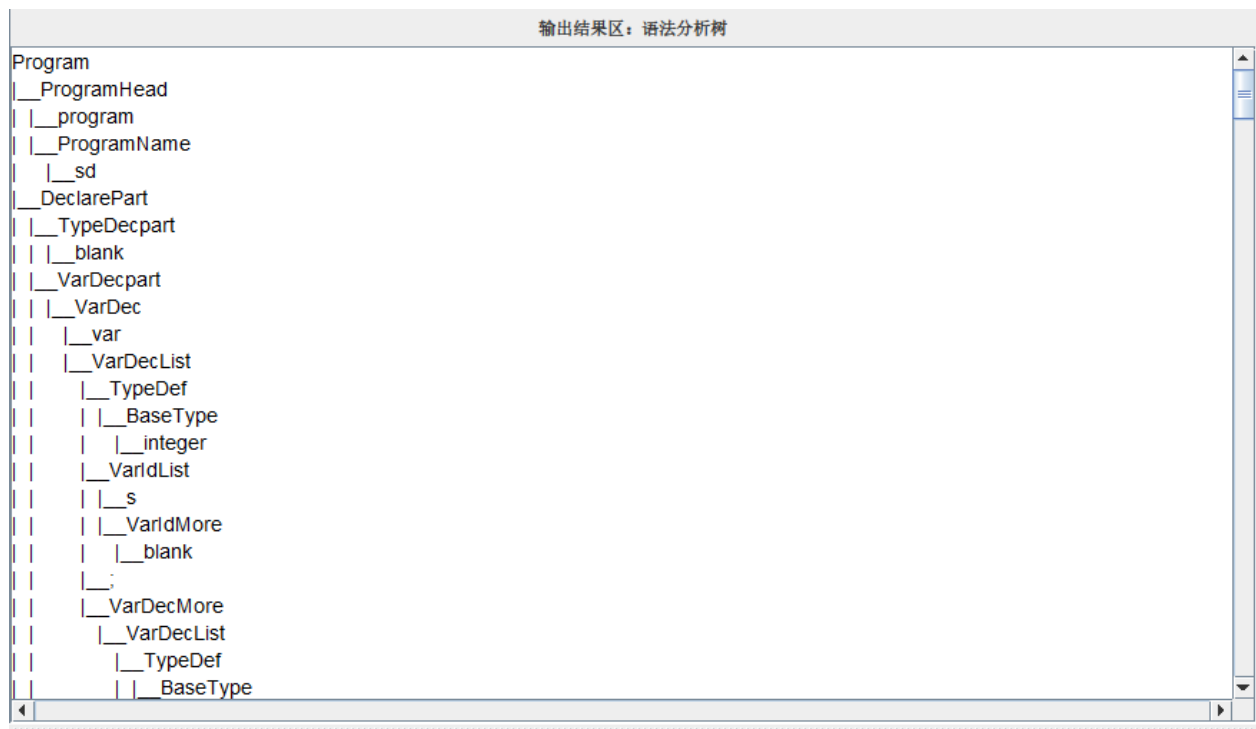 输出结果区：语法分析树
Program
|__ProgramHead
| |__program
| |__ProgramName
|   |__sd
|__DeclarePart
| |__TypeDecpart
| | |__blank
| |__VarDecpart
| | |__VarDec
| |   |__var
| |   |__VarDecList
| |     |__TypeDef
| |     | |__BaseType
| |     |   |__integer
| |     |__VarIdList
| |     | |__s
| |     | |__VarIdMore
| |     |   |__blank
| |     |__;
| |     |__VarDecMore
| |       |__VarDecList
| |         |__TypeDef
| |         | |__BaseType